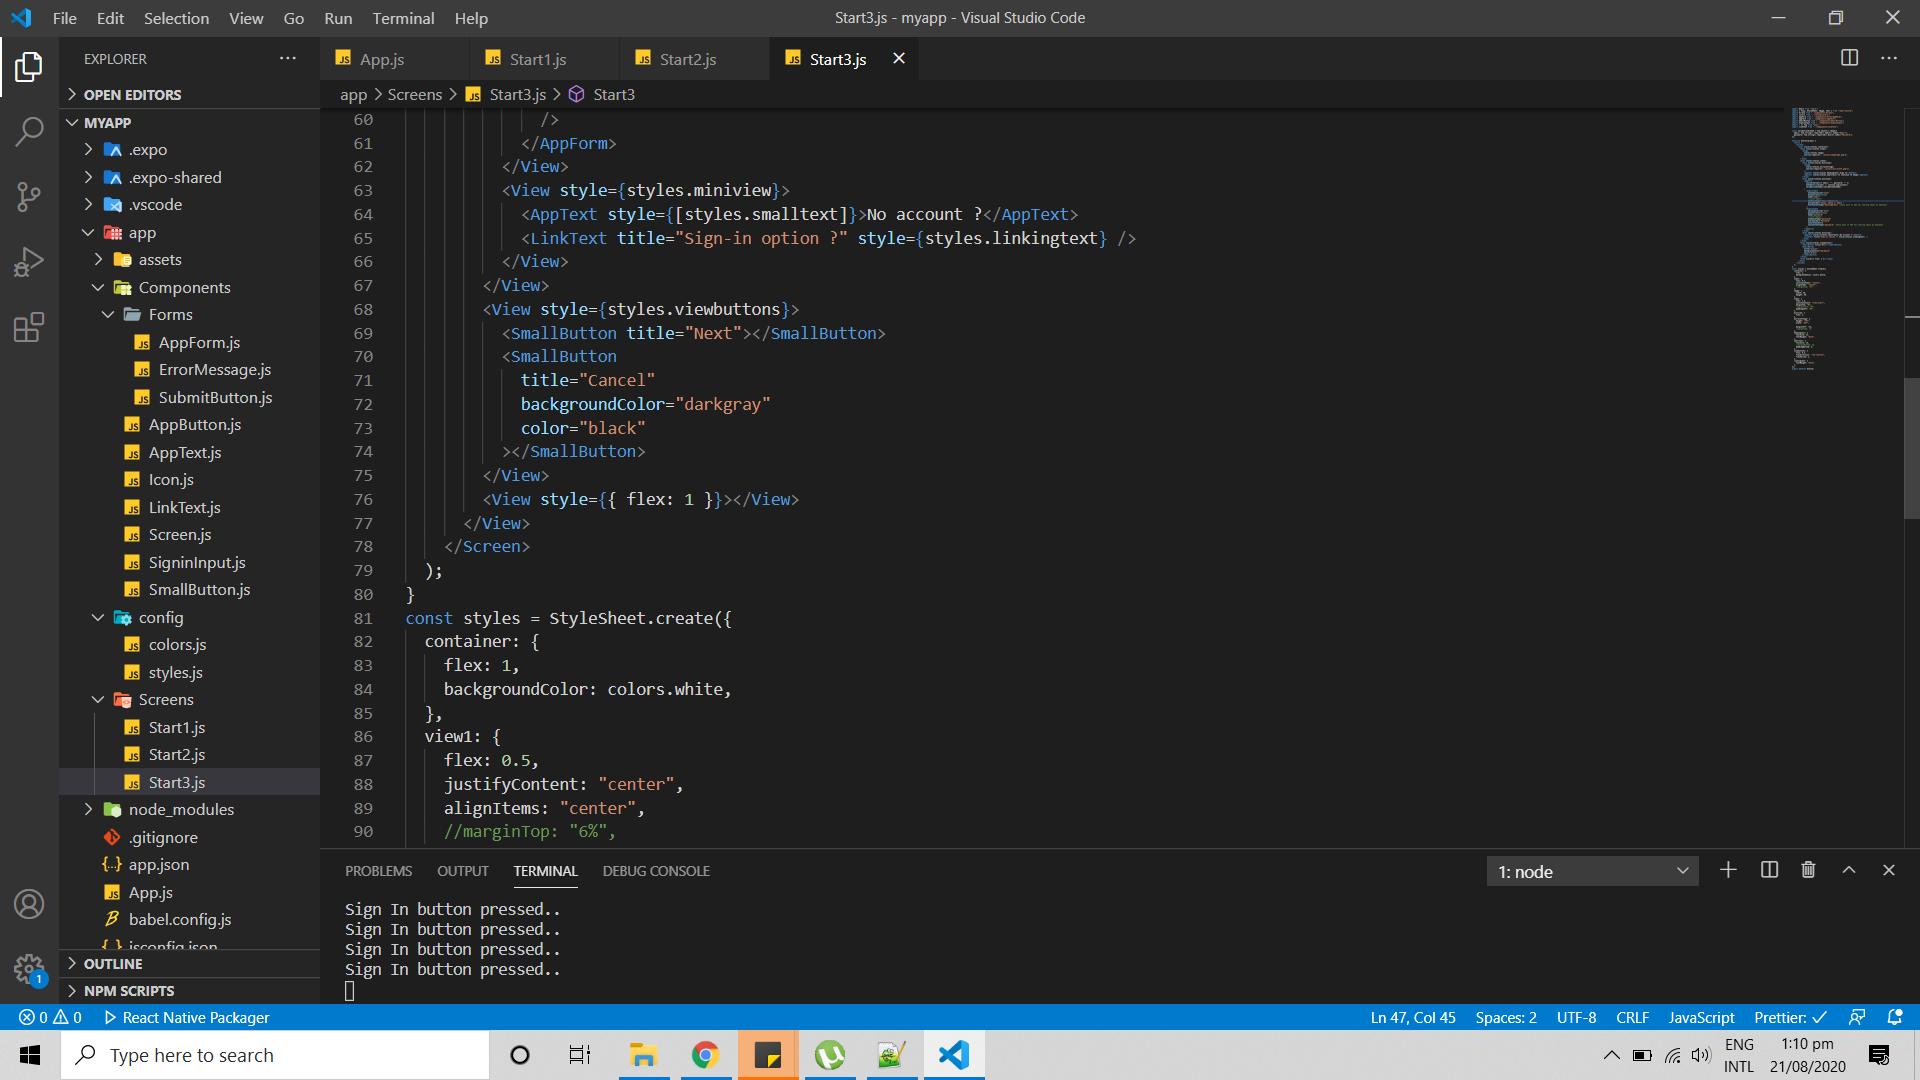 File Edit Selection View Go Run Terminal Help
Start3.js - myapp - Visual Studio Code
EXPLORER
OPEN EDITORS
MYAPP
.expo
.expo-shared
.vscode
app
assets
Components
Forms
AppForm.js
ErrorMessage.js
SubmitButton.js
AppButton.js
AppText.js
Icon.js
LinkText.js
Screen.js
SigninInput.js
SmallButton.js
config
colors.js
styles.js
Screens
Start1.js
Start2.js
Start3.js
node_modules
.gitignore
app.json
App.js
babel.config.js
jsconfig.json
OUTLINE
NPM SCRIPTS
App.js Start1.js Start2.js Start3.js
app > Screens > Start3.js > Start3
60 />
61 </AppForm>
62 </View>
63 <View style={styles.miniview}>
64 <AppText style={[styles.smalltext]}>No account ?</AppText>
65 <LinkText title="Sign-in option ?" style={styles.linkingtext} />
66 </View>
67 </View>
68 <View style={styles.viewbuttons}>
69 <SmallButton title="Next"></SmallButton>
70 <SmallButton
71 title="Cancel"
72 backgroundColor="darkgray"
73 color="black"
74 ></SmallButton>
75 </View>
76 <View style={{ flex: 1 }}></View>
77 </View>
78 </Screen>
79 );
80 }
81 const styles = StyleSheet.create({
82 container: {
83 flex: 1,
84 backgroundColor: colors.white,
85 },
86 view1: {
87 flex: 0.5,
88 justifyContent: "center",
89 alignItems: "center",
90 //marginTop: "6%",
PROBLEMS OUTPUT TERMINAL DEBUG CONSOLE
1: node
Sign In button pressed..
Sign In button pressed..
Sign In button pressed..
Sign In button pressed..
1
0 0 React Native Packager
Ln 47, Col 45 Spaces: 2 UTF-8 CRLF JavaScript Prettier: ✓
Type here to search
ENG
INTL
1:10 pm
21/08/2020